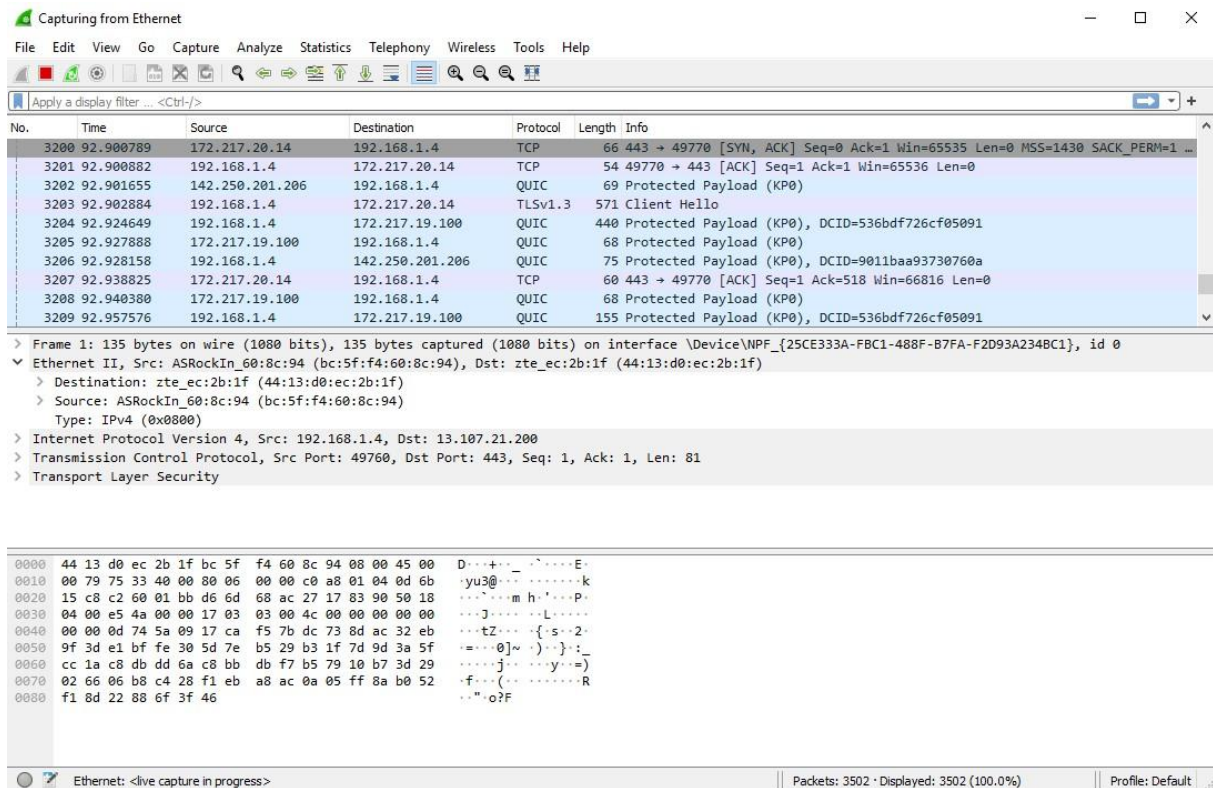 Capturing from Ethernet
File Edit View Go Capture Analyze Statistics Telephony Wireless Tools Help
Apply a display filter ... <Ctrl-/>
No. Time Source Destination Protocol Length Info
3200 92.900789 172.217.20.14 192.168.1.4 TCP 66 443 → 49770 [SYN, ACK] Seq=0 Ack=1 Win=65535 Len=0 MSS=1430 SACK_PERM=1 …
3201 92.900882 192.168.1.4 172.217.20.14 TCP 54 49770 → 443 [ACK] Seq=1 Ack=1 Win=65536 Len=0
3202 92.901655 142.250.201.206 192.168.1.4 QUIC 69 Protected Payload (KP0)
3203 92.902884 192.168.1.4 172.217.20.14 TLSv1.3 571 Client Hello
3204 92.924649 192.168.1.4 172.217.19.100 QUIC 440 Protected Payload (KP0), DCID=536bdf726cf05091
3205 92.927888 172.217.19.100 192.168.1.4 QUIC 68 Protected Payload (KP0)
3206 92.928158 192.168.1.4 142.250.201.206 QUIC 75 Protected Payload (KP0), DCID=9011baa93730760a
3207 92.938825 172.217.20.14 192.168.1.4 TCP 60 443 → 49770 [ACK] Seq=1 Ack=518 Win=66816 Len=0
3208 92.940380 172.217.19.100 192.168.1.4 QUIC 68 Protected Payload (KP0)
3209 92.957576 192.168.1.4 172.217.19.100 QUIC 155 Protected Payload (KP0), DCID=536bdf726cf05091
> Frame 1: 135 bytes on wire (1080 bits), 135 bytes captured (1080 bits) on interface \Device\NPF_{25CE333A-FBC1-488F-B7FA-F2D93A234BC1}, id 0
Ethernet II, Src: ASRockIn_60:8c:94 (bc:5f:f4:60:8c:94), Dst: zte_ec:2b:1f (44:13:d0:ec:2b:1f)
> Destination: zte_ec:2b:1f (44:13:d0:ec:2b:1f)
> Source: ASRockIn_60:8c:94 (bc:5f:f4:60:8c:94)
Type: IPv4 (0x0800)
> Internet Protocol Version 4, Src: 192.168.1.4, Dst: 13.107.21.200
> Transmission Control Protocol, Src Port: 49760, Dst Port: 443, Seq: 1, Ack: 1, Len: 81
> Transport Layer Security
0000 44 13 d0 ec 2b 1f bc 5f f4 60 8c 94 08 00 45 00 D···+··_ ·`····E·
0010 00 79 75 33 40 00 80 06 00 00 c0 a8 01 04 0d 6b ·yu3@··· ·······k
0020 15 c8 c2 60 01 bb d6 6d 68 ac 27 17 83 90 50 18 ···`···m h·'···P·
0030 04 00 e5 4a 00 00 17 03 03 00 4c 00 00 00 00 00 ···J···· ··L·····
0040 00 00 0d 74 5a 09 17 ca f5 7b dc 73 8d ac 32 eb ···tZ··· ·{·s··2·
0050 9f 3d e1 bf fe 30 5d 7e b5 29 b3 1f 7d 9d 3a 5f ·=···0]~ ·)··}·:_
0060 cc 1a c8 db dd 6a c8 bb db f7 b5 79 10 b7 3d 29 ·····j·· ···y··=)
0070 02 66 06 b8 c4 28 f1 eb a8 ac 0a 05 ff 8a b0 52 ·f···(·· ·······R
0080 f1 8d 22 88 6f 3f 46 ··"·o?F
Ethernet: <live capture in progress> Packets: 3502 · Displayed: 3502 (100.0%) Profile: Default